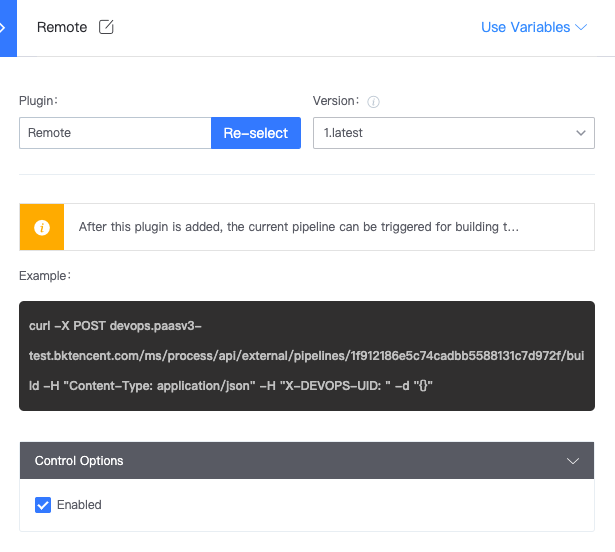 Remote
Use Variables
Plugin:
Version:
Remote
Re-select
1.latest
After this plugin is added, the current pipeline can be triggered for building t...
Example:
curl -X POST devops.paasv3-
test.bktencent.com/ms/process/api/external/pipelines/1f912186e5c74cadbb5588131c7d972f/bui
ld -H "Content-Type: application/json" -H "X-DEVOPS-UID: " -d "{}"
Control Options
Enabled